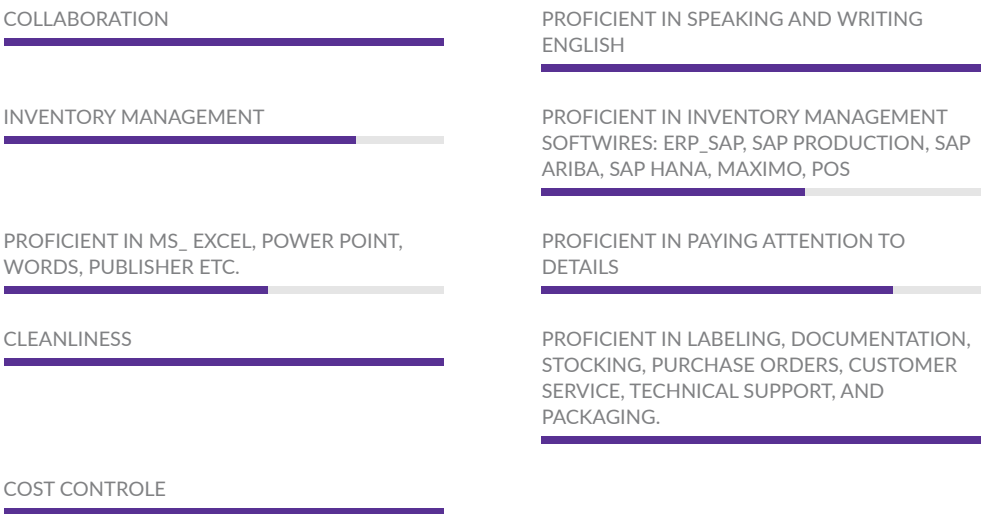 COLLABORATION
PROFICIENT IN SPEAKING AND WRITING
ENGLISH
INVENTORY MANAGEMENT
PROFICIENT IN INVENTORY MANAGEMENT
SOFTWIRES: ERP_SAP, SAP PRODUCTION, SAP
ARIBA, SAP HANA, MAXIMO, POS
PROFICIENT IN MS_ EXCEL, POWER POINT,
WORDS, PUBLISHER ETC.
PROFICIENT IN PAYING ATTENTION TO
DETAILS
CLEANLINESS
PROFICIENT IN LABELING, DOCUMENTATION,
STOCKING, PURCHASE ORDERS, CUSTOMER
SERVICE, TECHNICAL SUPPORT, AND
PACKAGING.
COST CONTROLE